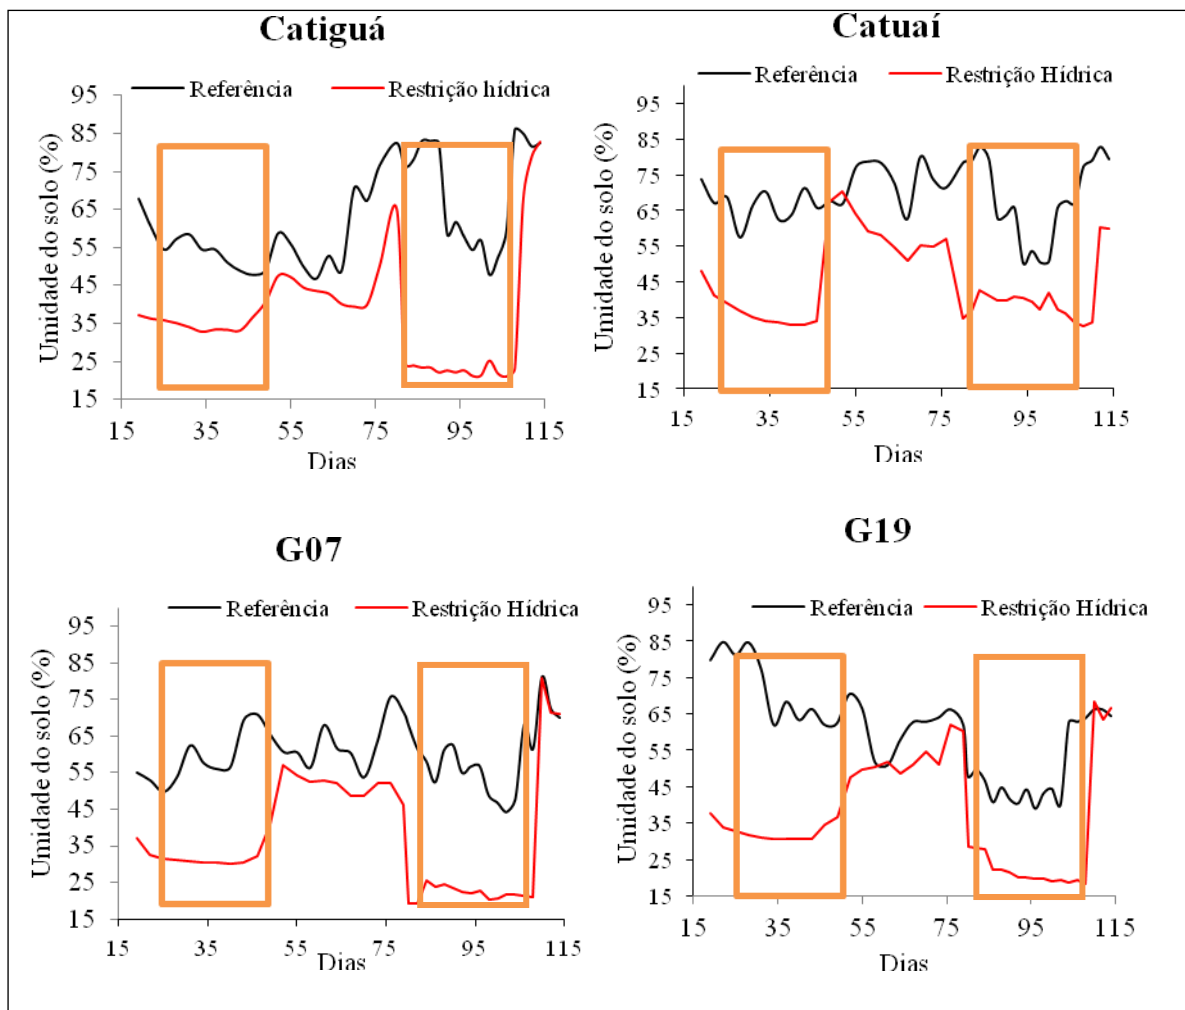 Catiguá
Referência Restrição hídrica
Umidade do solo (%)
95
85
75
65
55
45
35
25
15
15 35 55 75 95 115
Dias
Catuaí
Referência Restrição Hídrica
Umidade do solo (%)
95
85
75
65
55
45
35
25
15
15 35 55 75 95 115
Dias
G07
Referência Restrição Hídrica
Umidade do solo (%)
95
85
75
65
55
45
35
25
15
15 35 55 75 95 115
Dias
G19
Referência Restrição Hídrica
Umidade do solo (%)
95
85
75
65
55
45
35
25
15
15 35 55 75 95 115
Dias